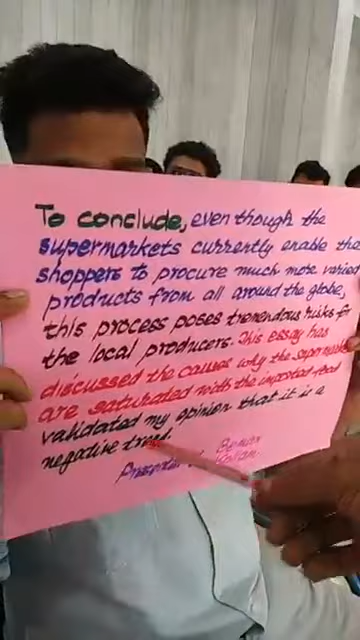 To conclude, even though the
supermarkets currently enable the
shoppers to procure much more varied
products from all around the globe,
this process poses tremendous risks for
the local producers. This essay has
discussed the causes why the supermarkets
are saturated with the imported food
validated my opinion that it is a
negative trend.